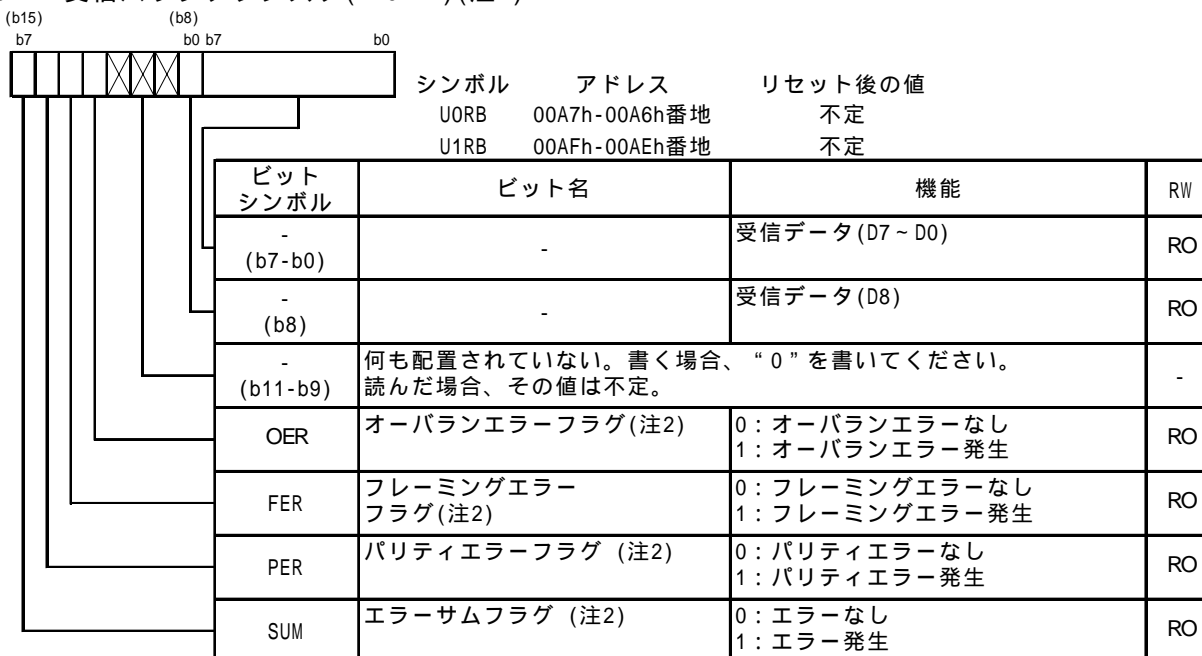 (b15) (b8)
b7 b0 b7 b0
シンボル アドレス リセット後の値
U0RB 00A7h-00A6h番地 不定
U1RB 00AFh-00AEh番地 不定
ビット
シンボル ビット名 機能 RW
-
(b7-b0) - 受信データ(D7～D0) RO
-
(b8) - 受信データ(D8) RO
-
(b11-b9) 何も配置されていない。書く場合、“0”を書いてください。
読んだ場合、その値は不定。 -
OER オーバランエラーフラグ(注2) 0：オーバランエラーなし
1：オーバランエラー発生 RO
FER フレーミングエラー
フラグ(注2) 0：フレーミングエラーなし
1：フレーミングエラー発生 RO
PER パリティエラーフラグ (注2) 0：パリティエラーなし
1：パリティエラー発生 RO
SUM エラーサムフラグ (注2) 0：エラーなし
1：エラー発生 RO